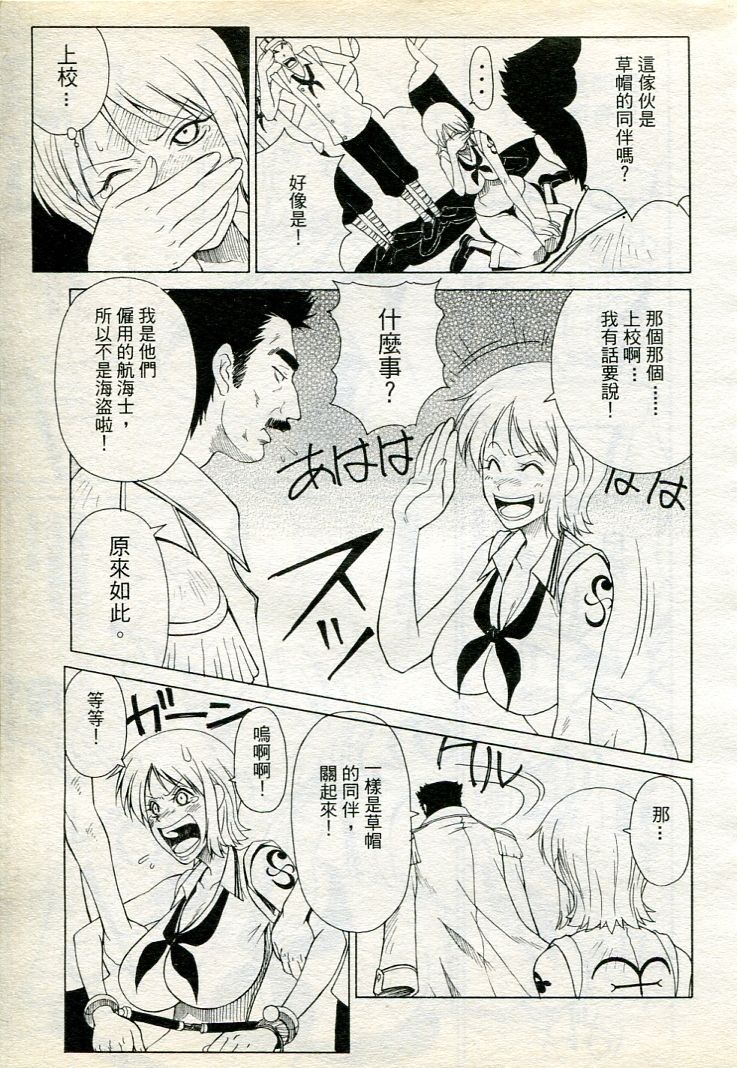 這傢伙是
草帽的同伴嗎?
・・・
好像是!
上校…
那個那個……
上校啊…
我有話要說!
什麼事?
あはは
はは
スッ
我是他們
僱用的航海士,
所以不是海盜啦!
原來如此。
那…
クルッ
一樣是草帽
的同伴,
關起來!
嗚啊啊!
ガーン
等等!